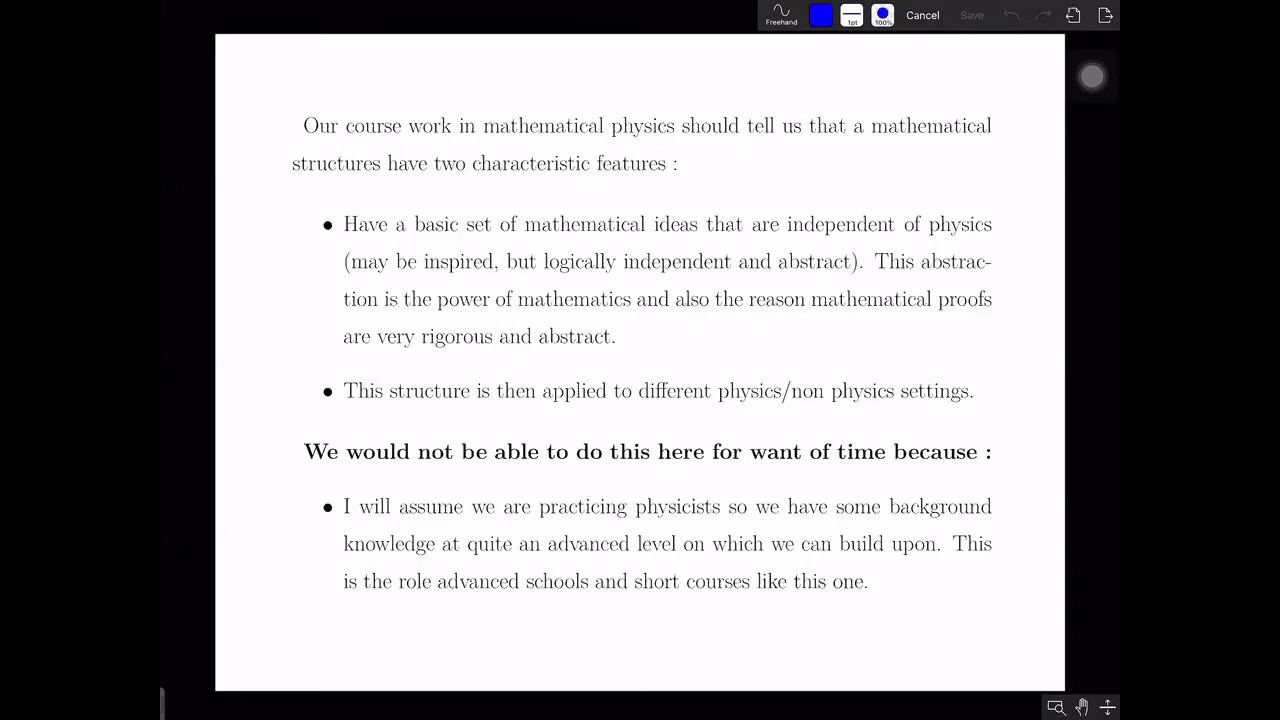 Freehand
1pt
100%
Cancel
Save
Our course work in mathematical physics should tell us that a mathematical
structures have two characteristic features :
• Have a basic set of mathematical ideas that are independent of physics
(may be inspired, but logically independent and abstract). This abstrac-
tion is the power of mathematics and also the reason mathematical proofs
are very rigorous and abstract.
• This structure is then applied to different physics/non physics settings.
We would not be able to do this here for want of time because :
• I will assume we are practicing physicists so we have some background
knowledge at quite an advanced level on which we can build upon. This
is the role advanced schools and short courses like this one.